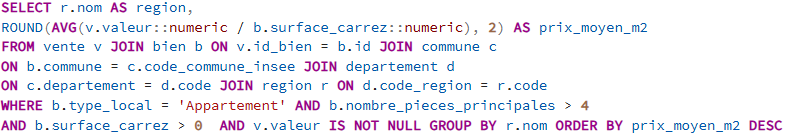 SELECT r.nom AS region,
ROUND(AVG(v.valeur::numeric / b.surface_carrez::numeric), 2) AS prix_moyen_m2
FROM vente v JOIN bien b ON v.id_bien = b.id JOIN commune c
ON b.commune = c.code_commune_insee JOIN departement d
ON c.departement = d.code JOIN region r ON d.code_region = r.code
WHERE b.type_local = 'Appartement' AND b.nombre_pieces_principales > 4
AND b.surface_carrez > 0  AND v.valeur IS NOT NULL GROUP BY r.nom ORDER BY prix_moyen_m2 DESC